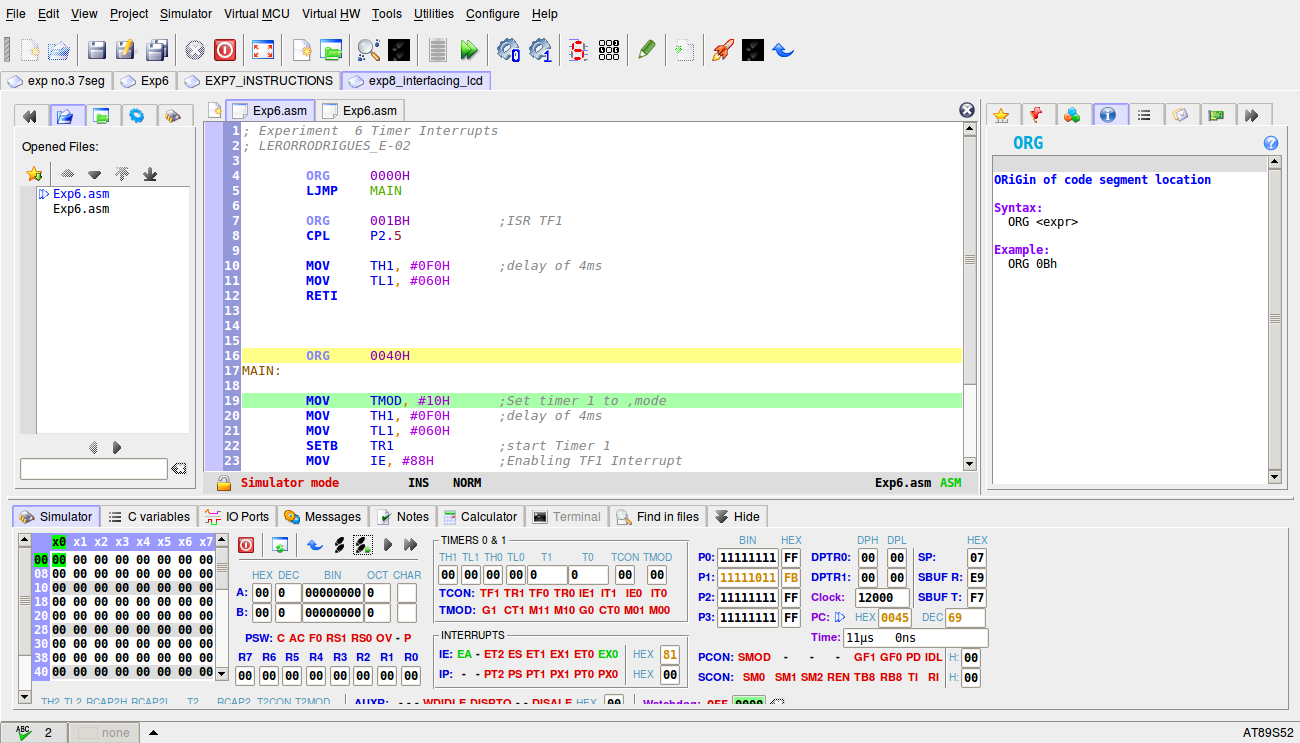 File Edit View Project Simulator Virtual MCU Virtual HW Tools Utilities Configure Help
exp no.3 7seg Exp6 EXP7_iNSTRUCTIONS exp8_interfacing_lcd
Opened Files:
Exp6.asm
Exp6.asm
Exp6.asm Exp6.asm
1 ; Experiment 6 Timer Interrupts
2 ; LERORRODRIGUES_E-02
3
4 ORG 0000H
5 LJMP MAIN
6
7 ORG 001BH ;ISR TF1
8 CPL P2.5
9
10 MOV TH1, #0F0H ;delay of 4ms
11 MOV TL1, #060H
12 RETI
13
14
15
16 ORG 0040H
17 MAIN:
18
19 MOV TMOD, #10H ;Set timer 1 to ,mode
20 MOV TH1, #0F0H ;delay of 4ms
21 MOV TL1, #060H
22 SETB TR1 ;start Timer 1
23 MOV IE, #88H ;Enabling TF1 Interrupt
Simulator mode INS NORM Exp6.asm ASM
ORG
ORiGin of code segment location
Syntax:
ORG <expr>
Example:
ORG 0Bh
Simulator C variables IO Ports Messages Notes Calculator Terminal Find in files Hide
x0 x1 x2 x3 x4 x5 x6 x7
00 00 00 00 00 00 00 00 00
08 00 00 00 00 00 00 00 00
10 00 00 00 00 00 00 00 00
18 00 00 00 00 00 00 00 00
20 00 00 00 00 00 00 00 00
28 00 00 00 00 00 00 00 00
30 00 00 00 00 00 00 00 00
38 00 00 00 00 00 00 00 00
40 00 00 00 00 00 00 00 00
HEX DEC BIN OCT CHAR
A: 00 0 00000000 0
B: 00 0 00000000 0
PSW: C AC F0 RS1 RS0 OV - P
R7 R6 R5 R4 R3 R2 R1 R0
00 00 00 00 00 00 00 00
TIMERS 0 & 1
TH1 TL1 TH0 TL0 T1 T0 TCON TMOD
00 00 00 00 0 0 00 00
TCON: TF1 TR1 TF0 TR0 IE1 IT1 IE0 IT0
TMOD: G1 CT1 M11 M10 G0 CT0 M01 M00
INTERRUPTS
IE: EA - ET2 ES ET1 EX1 ET0 EX0 HEX 81
IP: - - PT2 PS PT1 PX1 PT0 PX0 HEX 00
BIN HEX
P0: 11111111 FF
P1: 11111011 FB
P2: 11111111 FF
P3: 11111111 FF
DPH DPL HEX
DPTR0: 00 00 SP: 07
DPTR1: 00 00 SBUF R: E9
Clock: 12000 SBUF T: F7
PC: HEX 0045 DEC 69
Time: 11µs 0ns
PCON: SMOD - - - GF1 GF0 PD IDL H: 00
SCON: SM0 SM1 SM2 REN TB8 RB8 TI RI H: 00
TH2 TL2 RCAP2H RCAP2L T2 RCAP2 T2CON T2MOD
AUXR: - - - WDIDLE DISRTO - - DISALE HEX 00
Watchdog: OFF 0000
ABC 2 none AT89S52